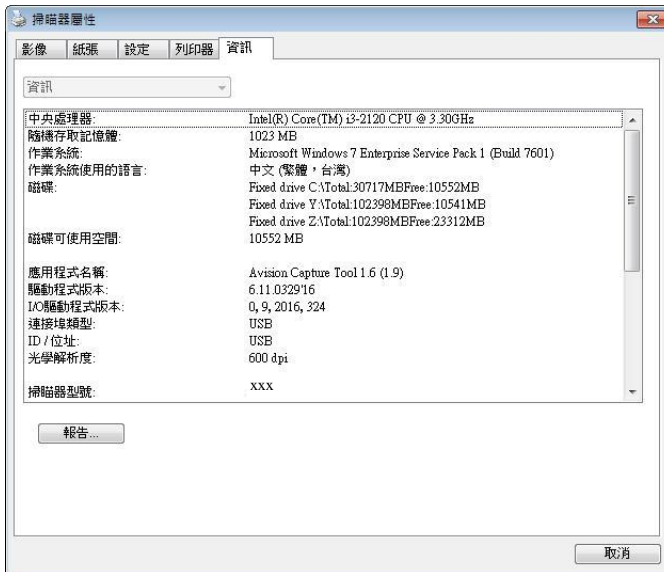 掃瞄器屬性
影像 紙張 設定 列印器 資訊
資訊
中央處理器: Intel(R) Core(TM) i3-2120 CPU @ 3.30GHz
隨機存取記憶體: 1023 MB
作業系統: Microsoft Windows 7 Enterprise Service Pack 1 (Build 7601)
作業系統使用的語言: 中文 (繁體，台灣)
磁碟: Fixed drive C:\Total:30717MBFree:10552MB
Fixed drive Y:\Total:102398MBFree:10541MB
Fixed drive Z:\Total:102398MBFree:23312MB
磁碟可使用空間: 10552 MB
應用程式名稱: Avision Capture Tool 1.6 (1.9)
驅動程式版本: 6.11.0329'16
I/O驅動程式版本: 0, 9, 2016, 324
連接埠類型: USB
ID / 位址: USB
光學解析度: 600 dpi
掃瞄器型號: XXX
報告...
取消